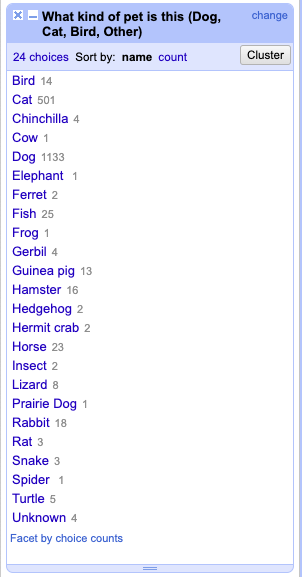 What kind of pet is this (Dog, change
Cat, Bird, Other)
24 choices Sort by: name count Cluster
Bird 14
Cat 501
Chinchilla 4
Cow 1
Dog 1133
Elephant 1
Ferret 2
Fish 25
Frog 1
Gerbil 4
Guinea pig 13
Hamster 16
Hedgehog 2
Hermit crab 2
Horse 23
Insect 2
Lizard 8
Prairie Dog 1
Rabbit 18
Rat 3
Snake 3
Spider 1
Turtle 5
Unknown 4
Facet by choice counts